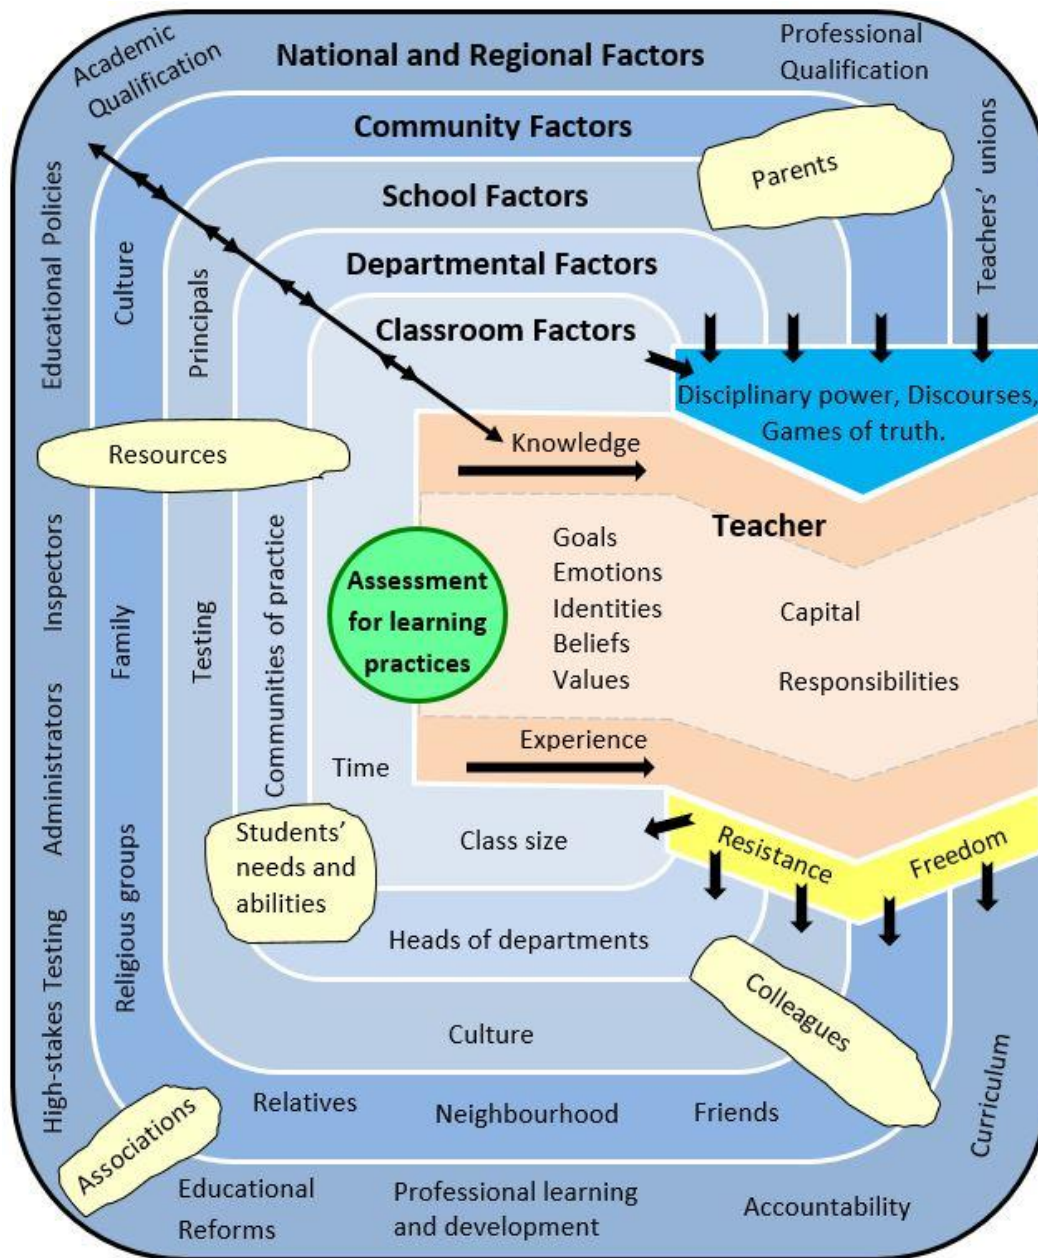 Academic
Qualification
National and Regional Factors
Professional
Qualification
Community Factors
Parents
Teachers' unions
School Factors
Departmental Factors
Classroom Factors
Educational Policies
Culture
Principals
Disciplinary power, Discourses,
Games of truth.
Knowledge
Resources
Teacher
Goals
Emotions
Identities
Beliefs
Values
Capital
Responsibilities
Assessment
for learning
practices
Inspectors
Family
Testing
Communities of practice
Experience
Time
Administrators
Religious groups
Students'
needs and
abilities
Class size
Resistance
Freedom
Heads of departments
High-stakes Testing
Colleagues
Culture
Curriculum
Relatives
Neighbourhood
Friends
Associations
Educational
Reforms
Professional learning
and development
Accountability